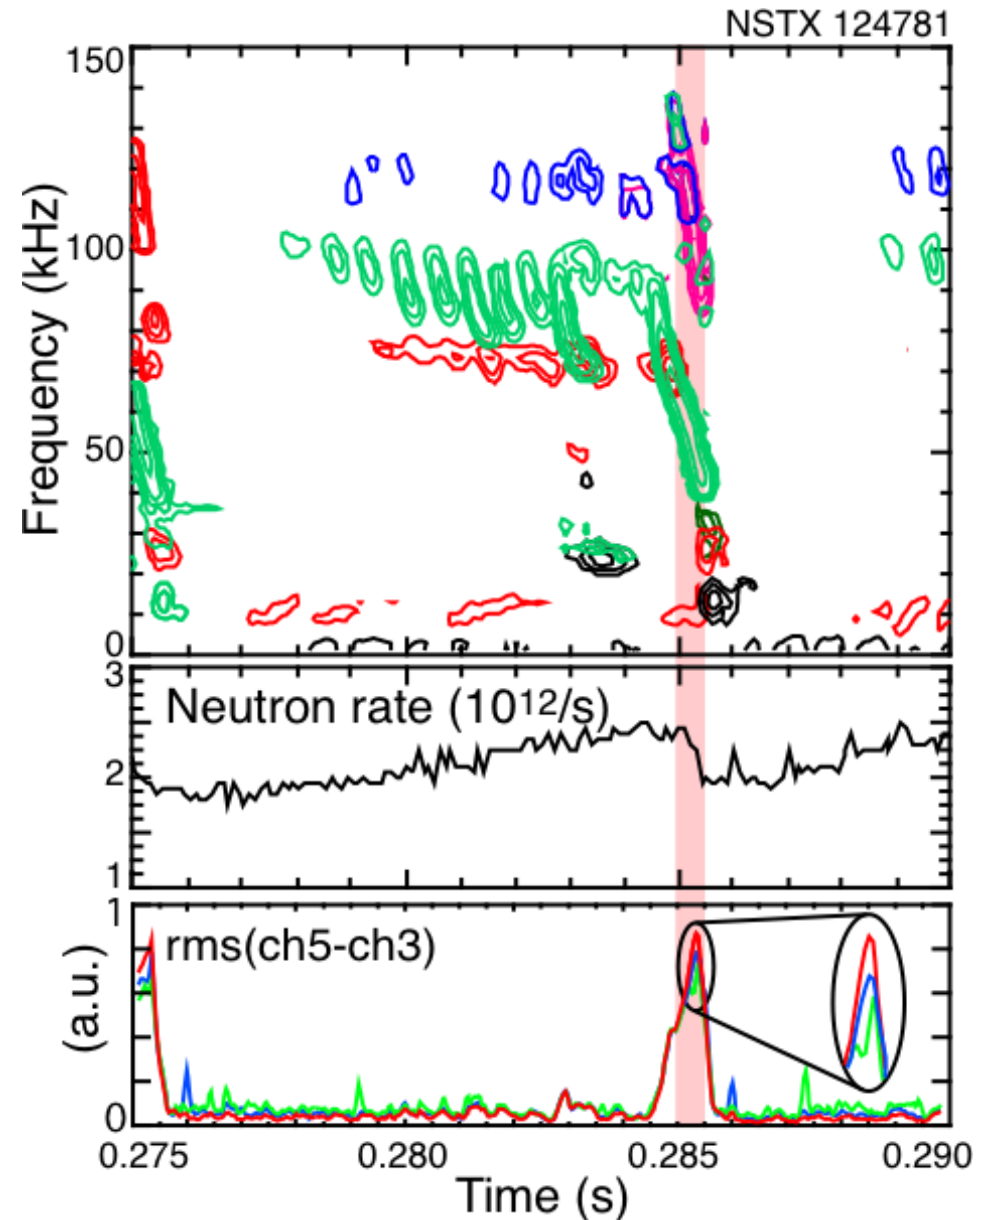 NSTX 124781
150
100
50
0
Frequency (kHz)
3
2
1
Neutron rate (10¹²/s)
1
0
(a.u.)
rms(ch5-ch3)
0.275 0.280 0.285 0.290
Time (s)